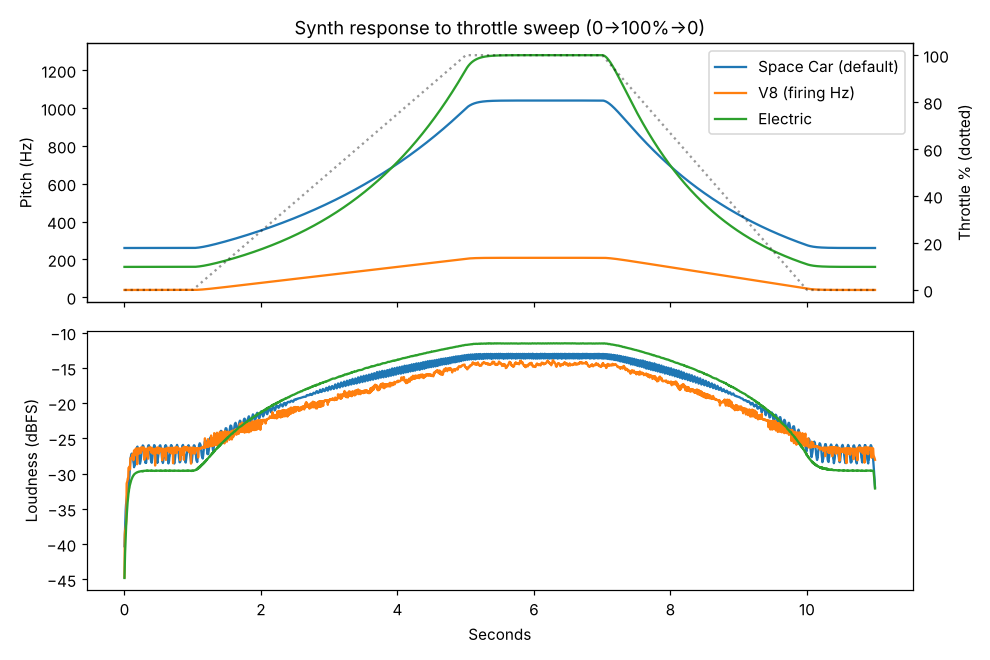 Synth response to throttle sweep (0→100%→0)
Space Car (default)
V8 (firing Hz)
Electric
Pitch (Hz)
1200
1000
800
600
400
200
0
100
80
60
40
20
0
Throttle % (dotted)
Loudness (dBFS)
−10
−15
−20
−25
−30
−35
−40
−45
0 2 4 6 8 10
Seconds